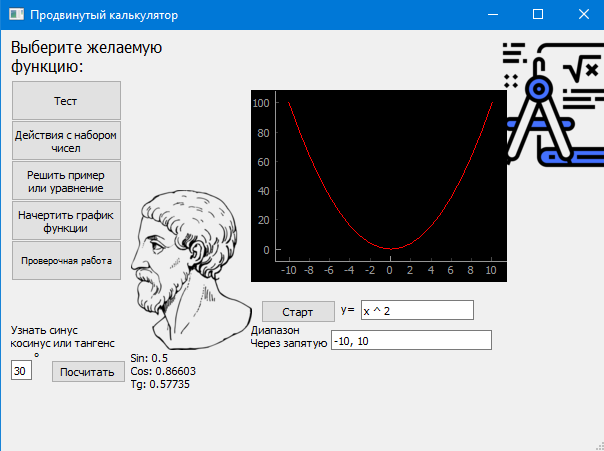 Продвинутый калькулятор
Выберите желаемую
функцию:
Тест
Действия с набором
чисел
Решить пример
или уравнение
Начертить график
функции
Проверочная работа
√x
100
80
60
40
20
0
-10 -8 -6 -4 -2 0 2 4 6 8 10
Старт y= x ^ 2
Диапазон
Через запятую -10, 10
Узнать синус
косинус или тангенс
°
30 Посчитать
Sin: 0.5
Cos: 0.86603
Tg: 0.57735